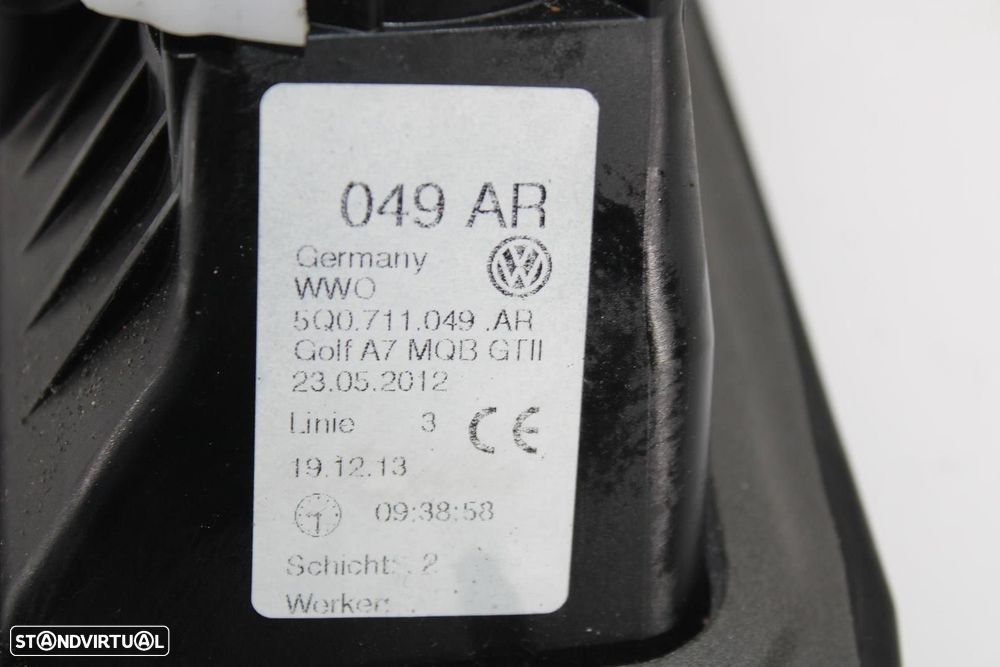 049 AR
Germany
WWO
5Q0.711.049 .AR
Golf A7 MQB GTII
23.05.2012
Linie 3 CE
19.12.13
09:38:58
Schicht: 2
Worker:
STANDVIRTUAL